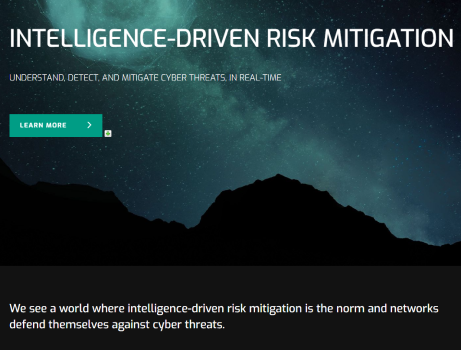 INTELLIGENCE-DRIVEN RISK MITIGATION
UNDERSTAND, DETECT, AND MITIGATE CYBER THREATS, IN REAL-TIME
LEARN MORE
We see a world where intelligence-driven risk mitigation is the norm and networks
defend themselves against cyber threats.